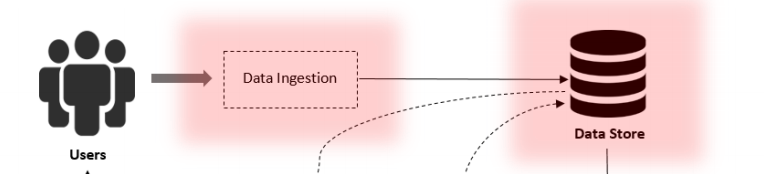 Data Ingestion
Data Store
Users